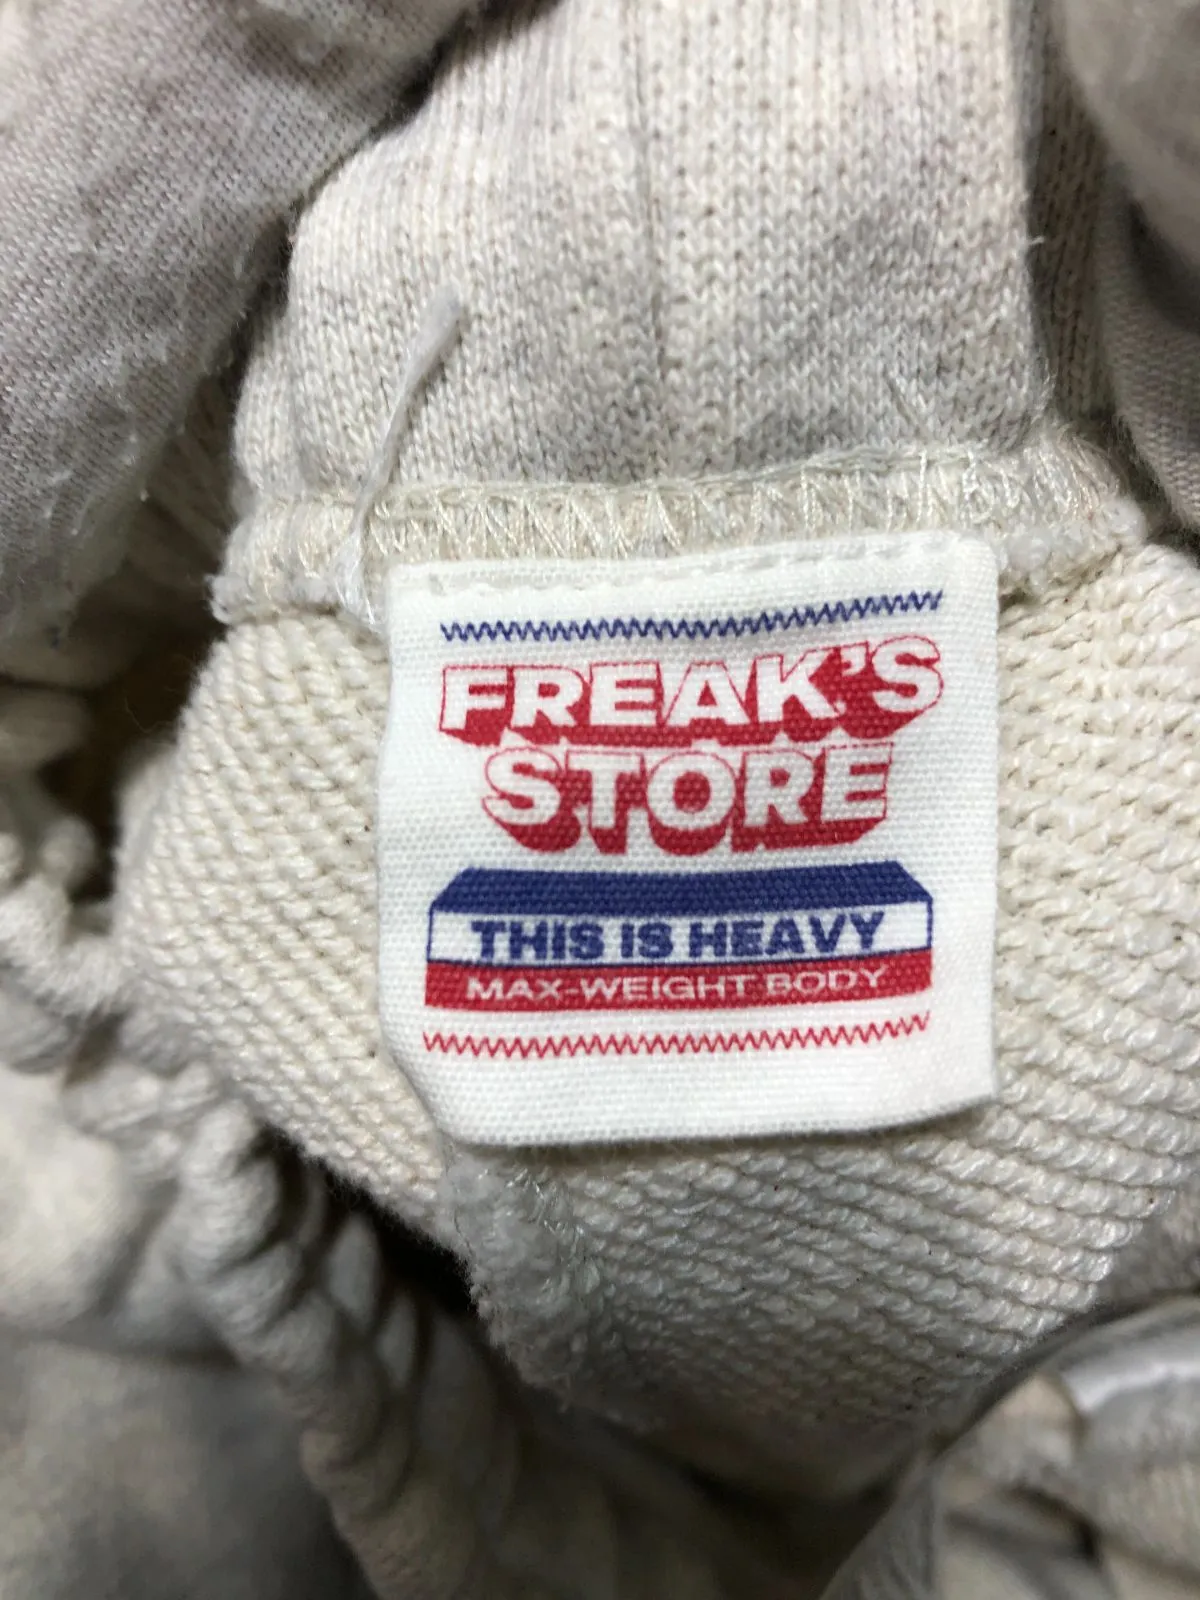 FREAK'S
STORE
THIS IS HEAVY
MAX-WEIGHT BODY